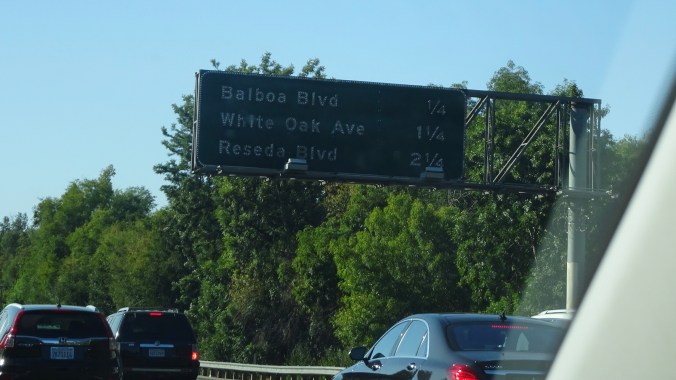 Balboa Blvd 1/4
White Oak Ave 1 1/4
Reseda Blvd 2 1/4